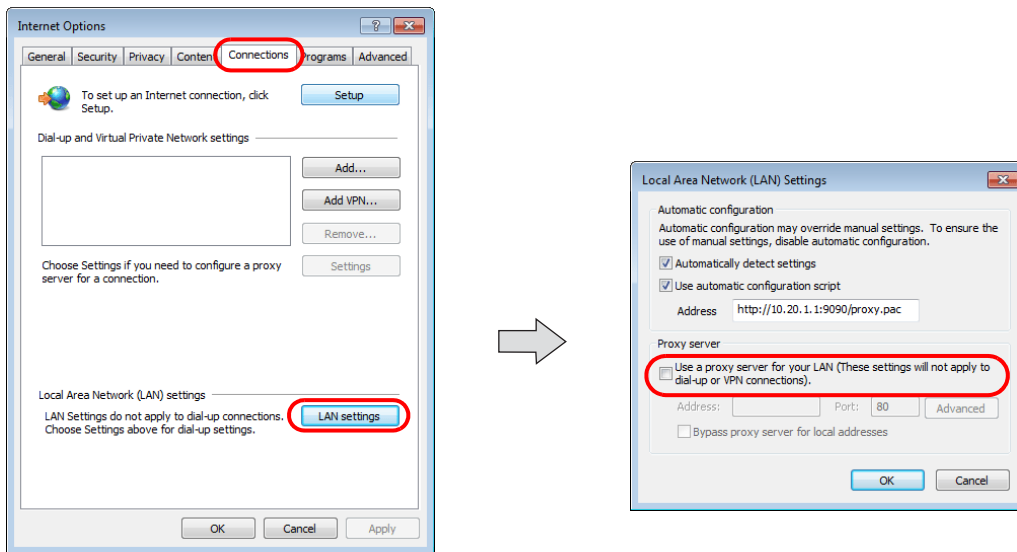 Internet Options
General Security Privacy Conten Connections rograms Advanced
To set up an Internet connection, click
Setup.
Setup
Dial-up and Virtual Private Network settings
Add...
Add VPN...
Remove...
Choose Settings if you need to configure a proxy
server for a connection.
Settings
Local Area Network (LAN) settings
LAN Settings do not apply to dial-up connections.
Choose Settings above for dial-up settings.
LAN settings
OK Cancel Apply
Local Area Network (LAN) Settings
Automatic configuration
Automatic configuration may override manual settings. To ensure the
use of manual settings, disable automatic configuration.
Automatically detect settings
Use automatic configuration script
Address http://10.20.1.1:9090/proxy.pac
Proxy server
Use a proxy server for your LAN (These settings will not apply to
dial-up or VPN connections).
Address: Port: 80 Advanced
Bypass proxy server for local addresses
OK Cancel